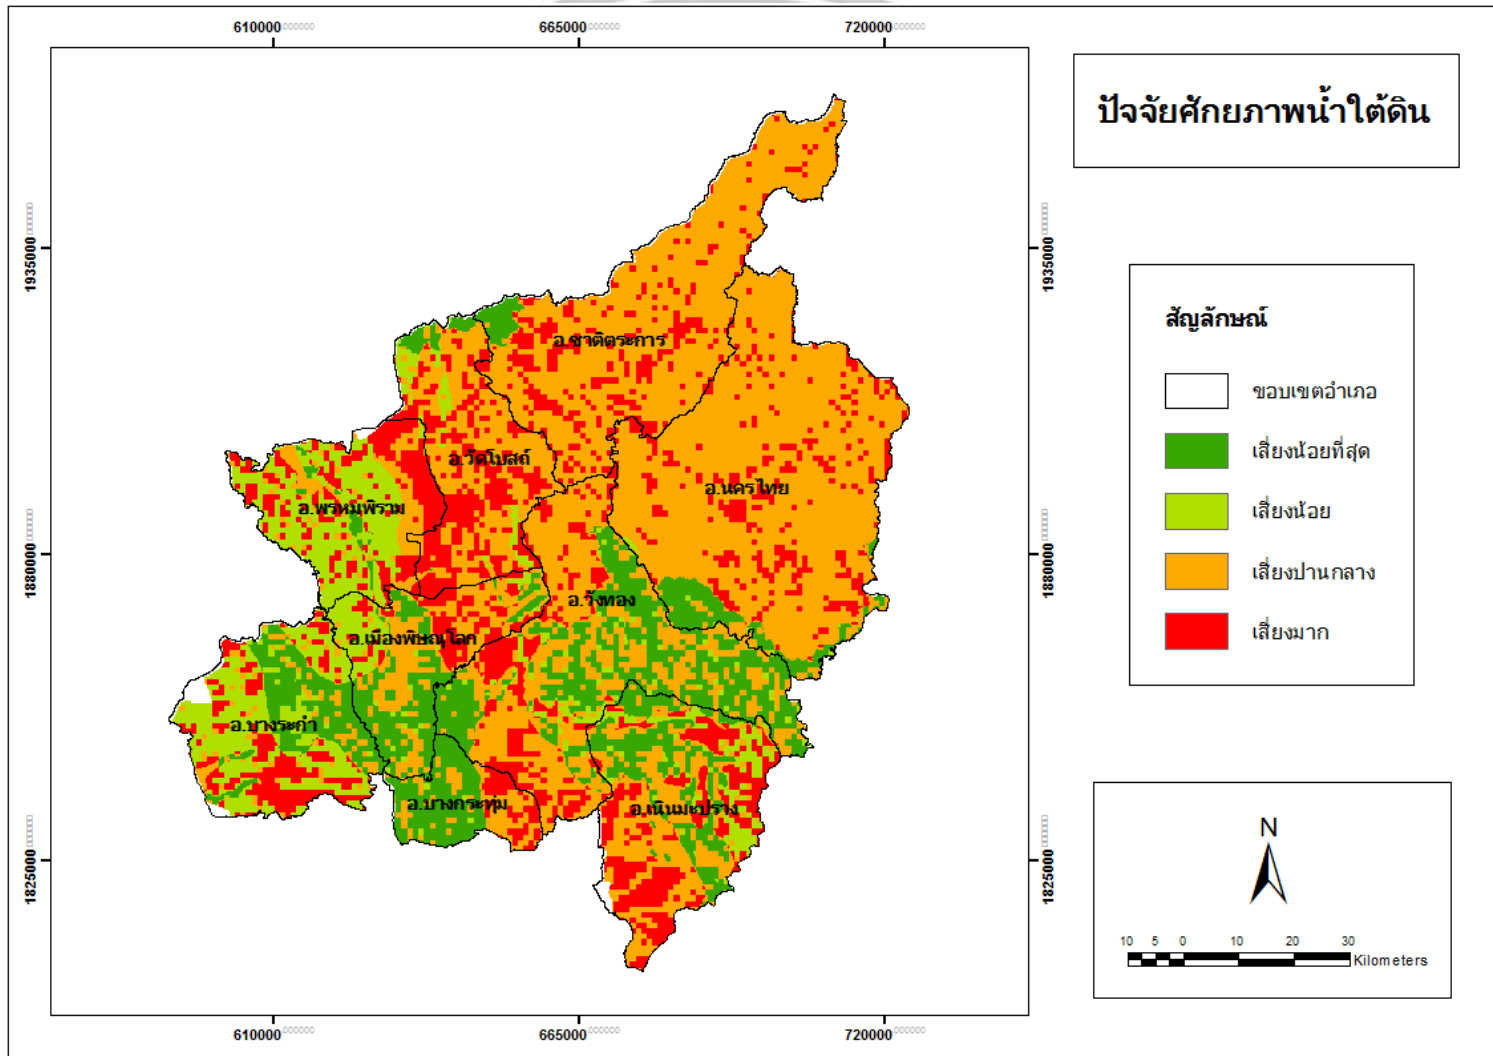 610000 665000 720000
ปัจจัยศักยภาพน้ำใต้ดิน
1935000
1935000
สัญลักษณ์
ขอบเขตอำเภอ
เสี่ยงน้อยที่สุด
เสี่ยงน้อย
เสี่ยงปานกลาง
เสี่ยงมาก
อ.ชาติตระการ
อ.วัดโบสถ์
อ.นครไทย
อ.พรหมพิราม
1880000
1880000
อ.วังทอง
อ.เมืองพิษณุโลก
อ.บางระกำ
อ.บางกระทุ่ม
อ.เนินมะปราง
1825000
1825000
N
10 5 0 10 20 30
Kilometers
610000 665000 720000